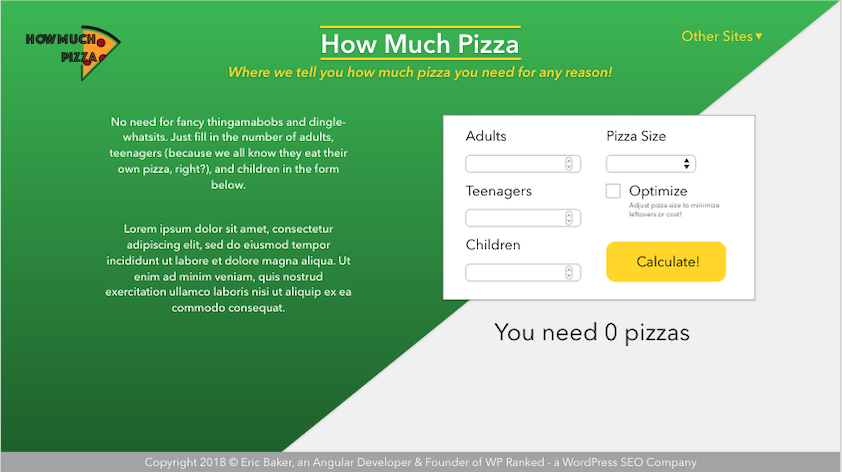 HOW MUCH
PIZZA
How Much Pizza
Other Sites ▾
Where we tell you how much pizza you need for any reason!
No need for fancy thingamabobs and dingle-
whatsits. Just fill in the number of adults,
teenagers (because we all know they eat their
own pizza, right?), and children in the form
below.
Lorem ipsum dolor sit amet, consectetur
adipiscing elit, sed do eiusmod tempor
incididunt ut labore et dolore magna aliqua. Ut
enim ad minim veniam, quis nostrud
exercitation ullamco laboris nisi ut aliquip ex ea
commodo consequat.
Adults
Pizza Size
Teenagers
Optimize
Adjust pizza size to minimize
leftovers or cost!
Children
Calculate!
You need 0 pizzas
Copyright 2018 © Eric Baker, an Angular Developer & Founder of WP Ranked - a WordPress SEO Company